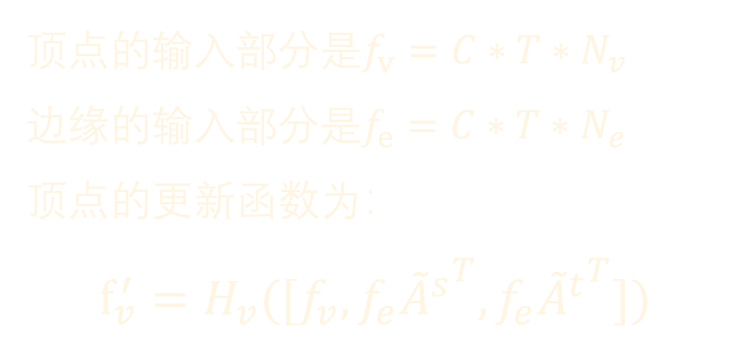 顶点的输入部分是f_v = C * T * N_v
边缘的输入部分是f_e = C * T * N_e
顶点的更新函数为:
f'_v = H_v([f_v, f_e Ã^{s^T}, f_e Ã^{t^T}])